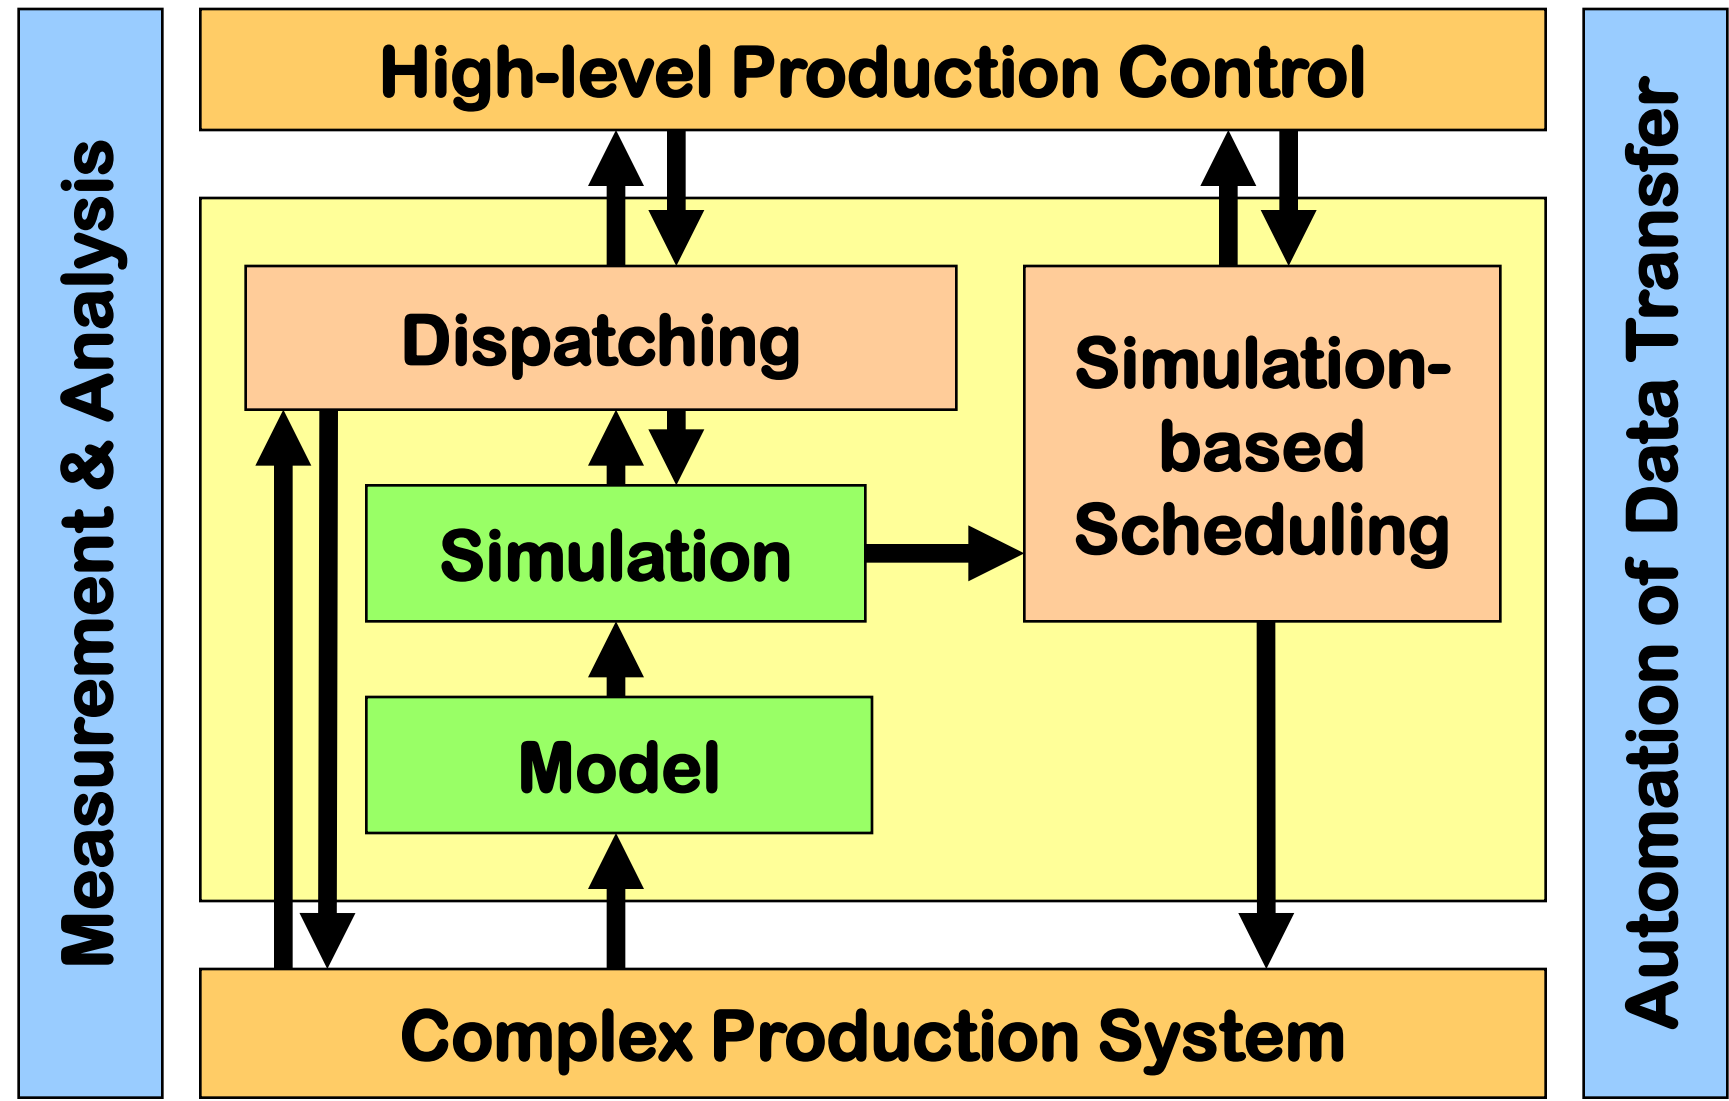 Measurement & Analysis
High-level Production Control
Dispatching
Simulation-
based
Scheduling
Simulation
Model
Complex Production System
Automation of Data Transfer